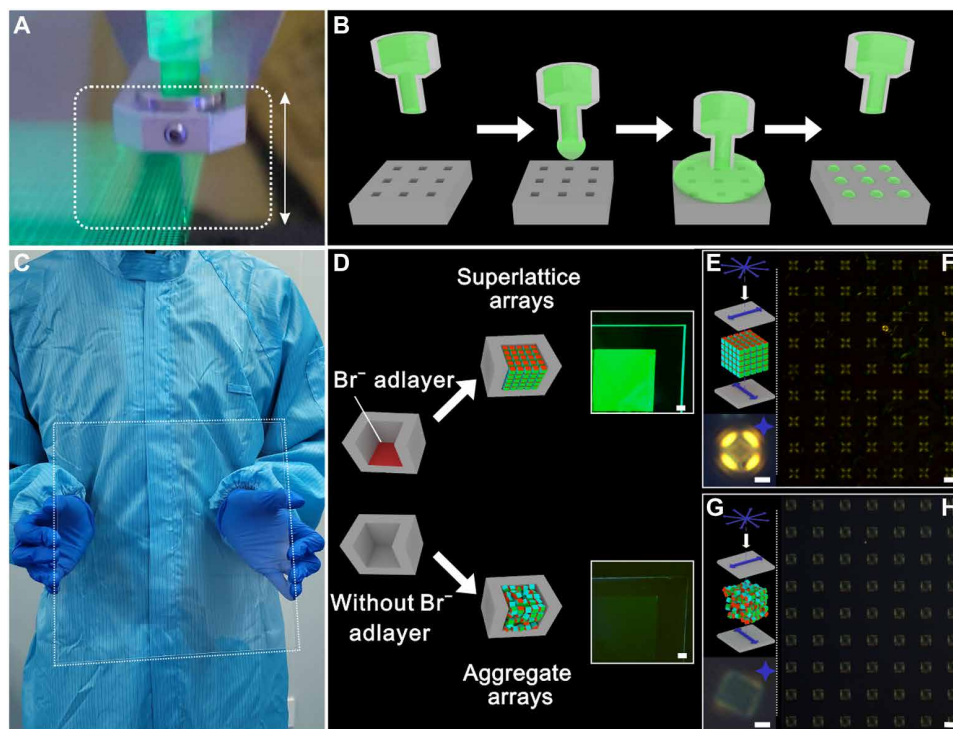 A
B
C
D
Superlattice
arrays
Br⁻ adlayer
Without Br⁻
adlayer
Aggregate
arrays
E
F
G
H